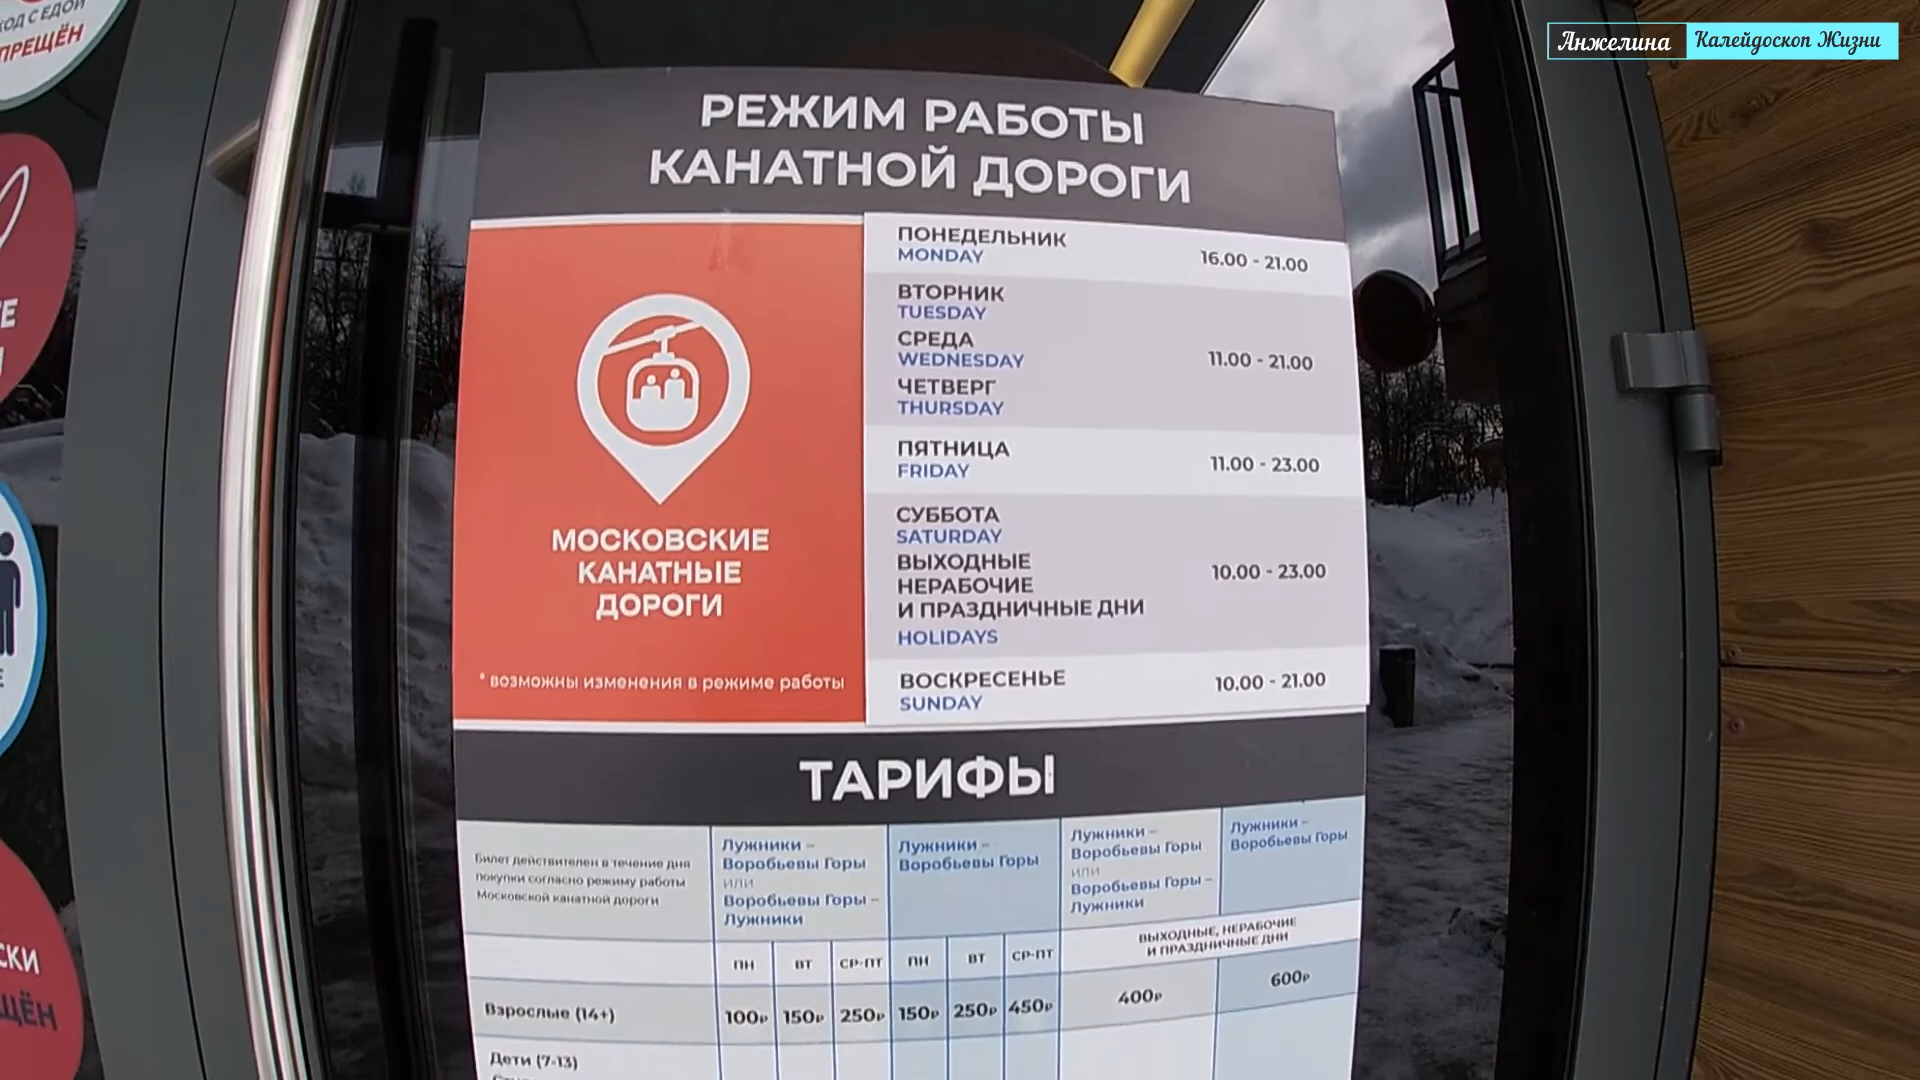 Анжелина Калейдоскоп Жизни
С ЕДОЙ
РЕЖИМ РАБОТЫ
КАНАТНОЙ ДОРОГИ
ПОНЕДЕЛЬНИК
MONDAY
16.00 - 21.00
ВТОРНИК
TUESDAY
СРЕДА
WEDNESDAY
11.00 - 21.00
ЧЕТВЕРГ
THURSDAY
ПЯТНИЦА
FRIDAY
11.00 - 23.00
СУББОТА
SATURDAY
ВЫХОДНЫЕ
НЕРАБОЧИЕ
И ПРАЗДНИЧНЫЕ ДНИ
HOLIDAYS
10.00 - 23.00
ВОСКРЕСЕНЬЕ
SUNDAY
10.00 - 21.00
МОСКОВСКИЕ
КАНАТНЫЕ
ДОРОГИ
* возможны изменения в режиме работы
ТАРИФЫ
Билет действителен в течение дня
покупки согласно режиму работы
Московской канатной дороги
Лужники –
Воробьевы Горы
или
Воробьевы Горы –
Лужники
Лужники –
Воробьевы Горы
Лужники –
Воробьевы Горы
или
Воробьевы Горы –
Лужники
Лужники –
Воробьевы Горы
ВЫХОДНЫЕ, НЕРАБОЧИЕ
И ПРАЗДНИЧНЫЕ ДНИ
ПН ВТ СР-ПТ ПН ВТ СР-ПТ
Взрослые (14+) 100₽ 150₽ 250₽ 150₽ 250₽ 450₽ 400₽ 600₽
Дети (7-13)